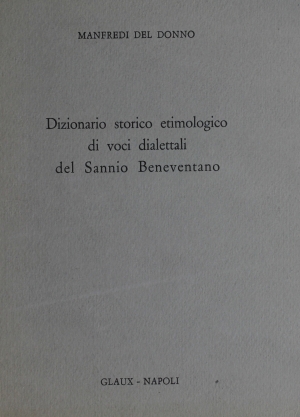 MANFREDI DEL DONNO
Dizionario storico etimologico
di voci dialettali
del Sannio Beneventano
GLAUX - NAPOLI